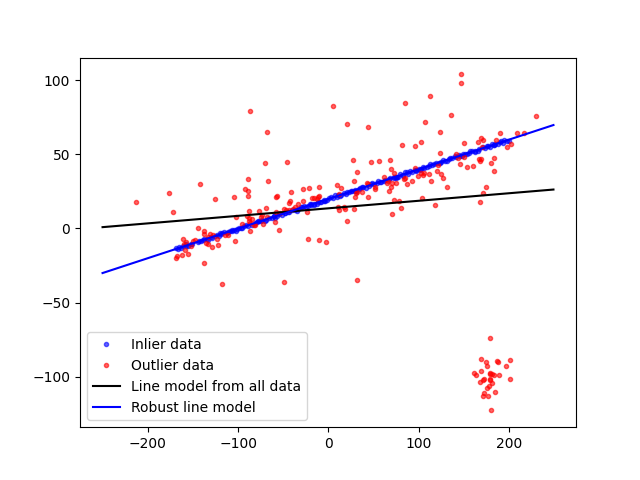 100
50
0
−50
−100
Inlier data
Outlier data
Line model from all data
Robust line model
−200
−100
0
100
200